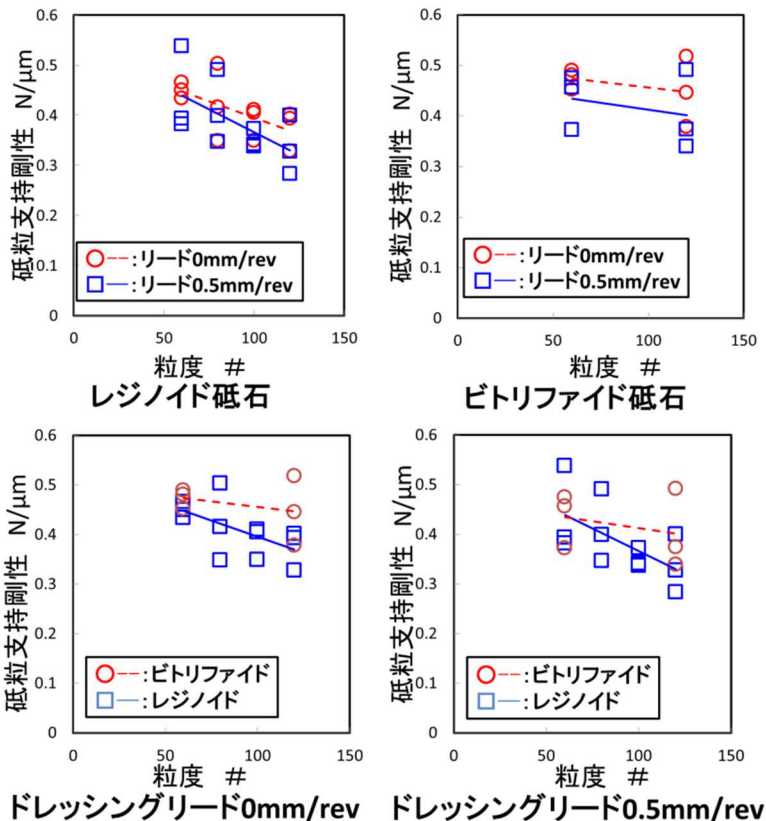 0.6
0.5
0.4
0.3
0.2
0.1
0
砥粒支持剛性 N/μm
○---:リード0mm/rev
□—:リード0.5mm/rev
0 50 100 150
粒度 #
レジノイド砥石
0.6
0.5
0.4
0.3
0.2
0.1
0
砥粒支持剛性 N/μm
○---:リード0mm/rev
□—:リード0.5mm/rev
0 50 100 150
粒度 #
ビトリファイド砥石
0.6
0.5
0.4
0.3
0.2
0.1
0
砥粒支持剛性 N/μm
○---:ビトリファイド
□—:レジノイド
0 50 100 150
粒度 #
ドレッシングリード0mm/rev
0.6
0.5
0.4
0.3
0.2
0.1
0
砥粒支持剛性 N/μm
○---:ビトリファイド
□—:レジノイド
0 50 100 150
粒度 #
ドレッシングリード0.5mm/rev